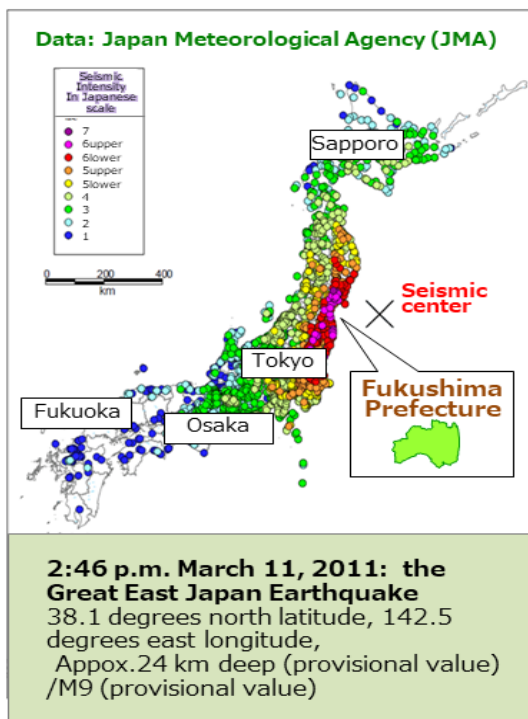 Data: Japan Meteorological Agency (JMA)
Seismic
Intensity
In Japanese
scale
7
6upper
6lower
5upper
5lower
4
3
2
1
0 200 400
km
Sapporo
Seismic
center
Tokyo
Fukushima
Prefecture
Fukuoka
Osaka
2:46 p.m. March 11, 2011: the
Great East Japan Earthquake
38.1 degrees north latitude, 142.5
degrees east longitude,
Appox.24 km deep (provisional value)
/M9 (provisional value)